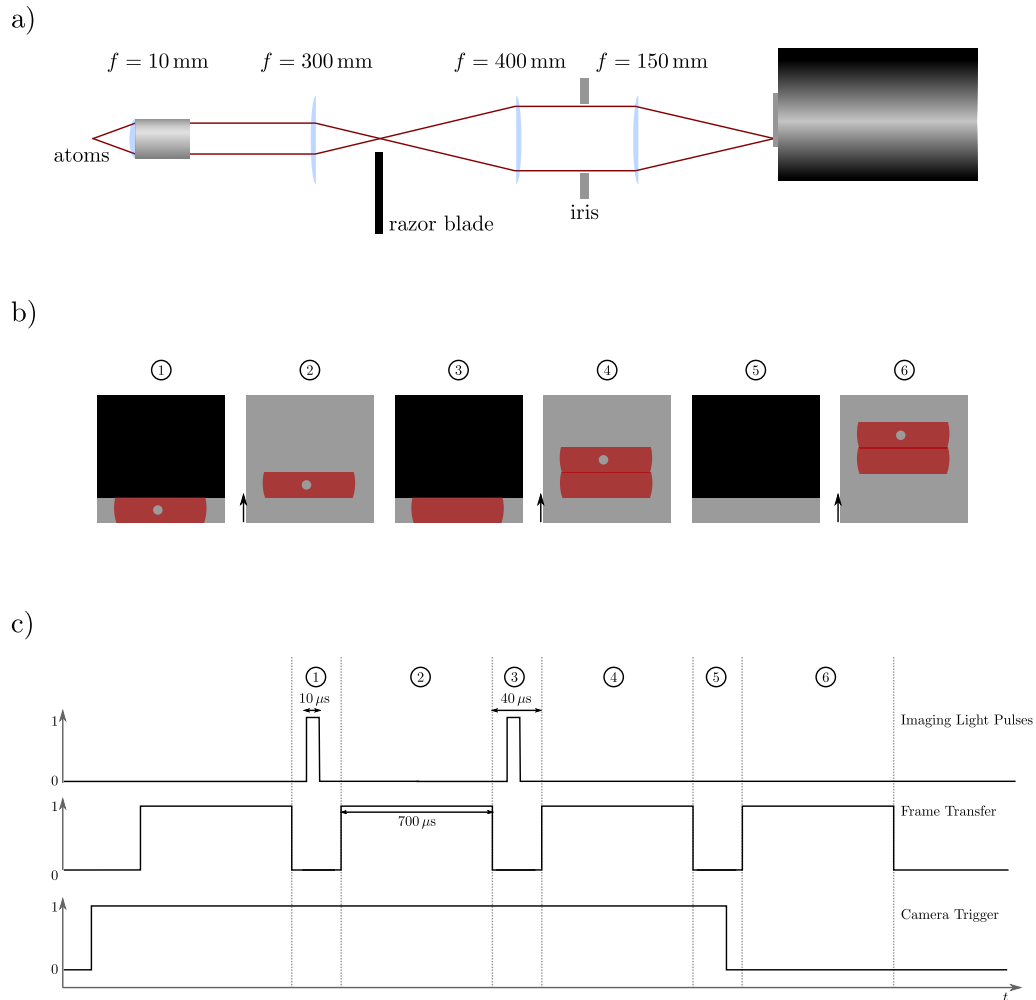 a)
f = 10 mm f = 300 mm f = 400 mm f = 150 mm
atoms
iris
razor blade
b)
① ② ③ ④ ⑤ ⑥
c)
① ② ③ ④ ⑤ ⑥
10 μs 40 μs
1
Imaging Light Pulses
0
1
Frame Transfer
700 μs
0
1
Camera Trigger
0
t